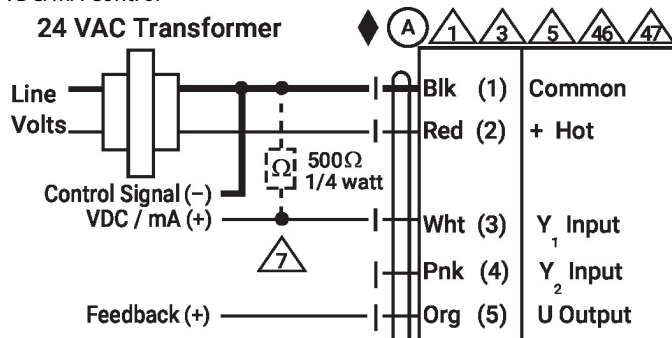 24 VAC Transformer
A 1 3 5 46 47
Line
Volts
Blk (1) Common
Red (2) + Hot
Ω 500Ω
1/4 watt
Control Signal (−)
VDC / mA (+)
7
Wht (3) Y₁ Input
Pnk (4) Y₂ Input
Feedback (+)
Org (5) U Output